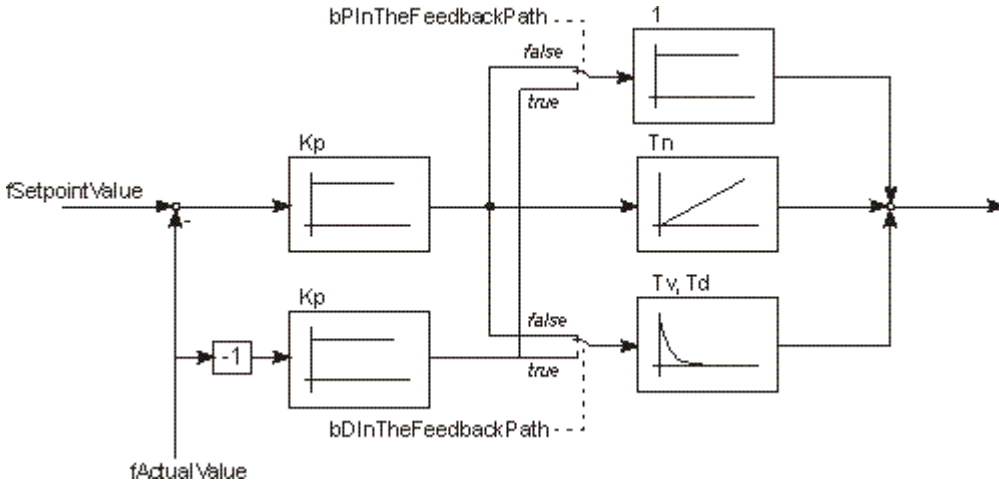 bPInTheFeedbackPath
1
false
true
Kp
Tn
fSetpointValue
-
Kp
Tv, Td
false
-1
true
bDInTheFeedbackPath
fActualValue